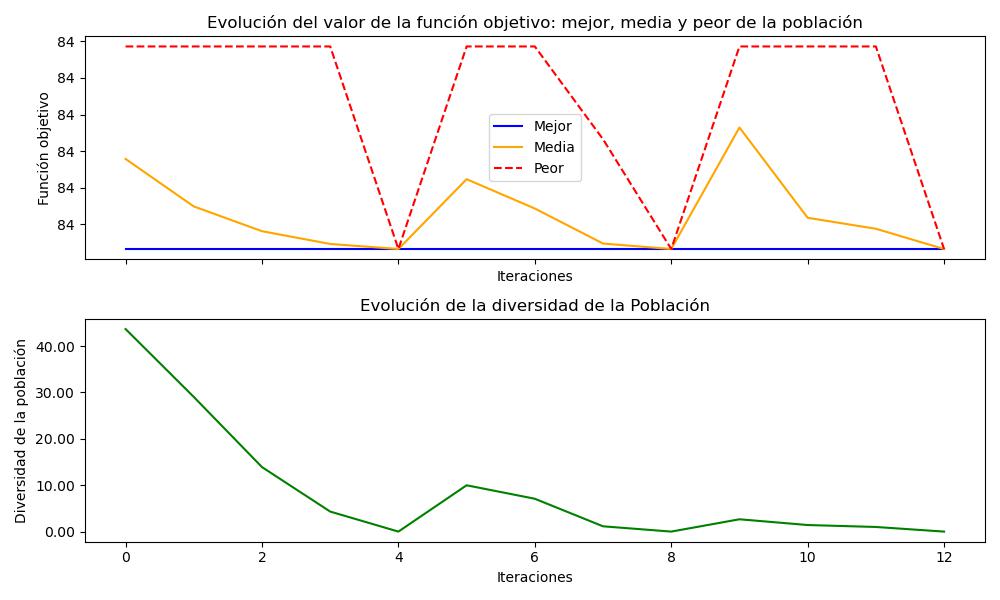 Evolución del valor de la función objetivo: mejor, media y peor de la población
84
84
84
84
84
84
Función objetivo
Mejor
Media
Peor
Iteraciones
Evolución de la diversidad de la Población
40.00
30.00
20.00
10.00
0.00
Diversidad de la población
0 2 4 6 8 10 12
Iteraciones